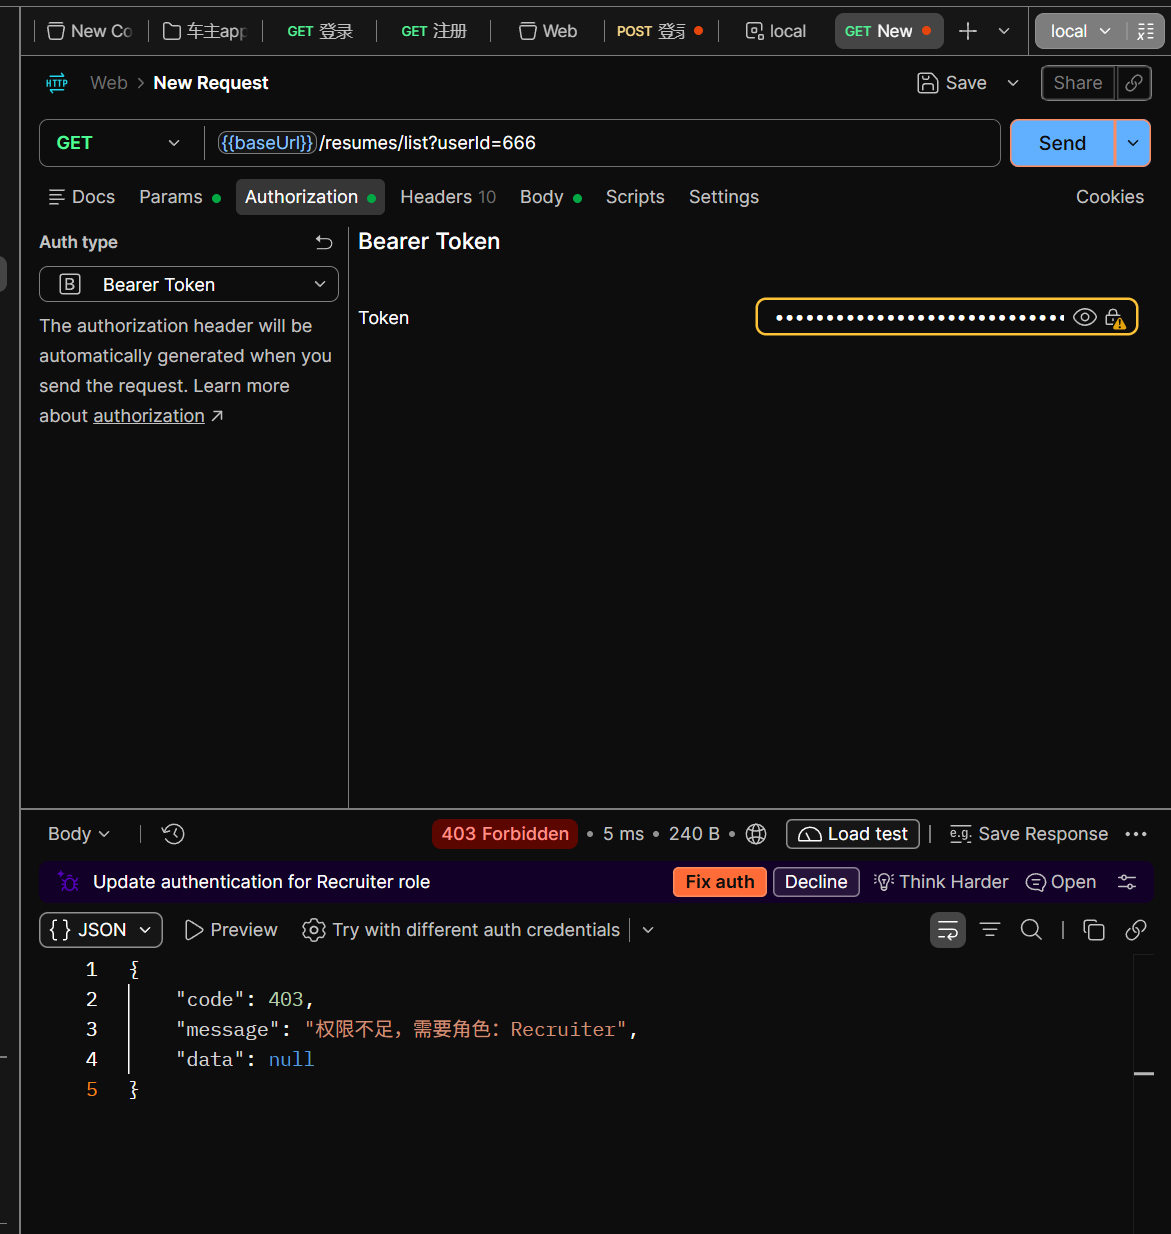 New Co 车主app GET 登录 GET 注册 Web POST 登录 local GET New local
HTTP Web > New Request Save Share
GET {{baseUrl}}/resumes/list?userId=666 Send
Docs Params Authorization Headers 10 Body Scripts Settings Cookies
Auth type
B Bearer Token
The authorization header will be
automatically generated when you
send the request. Learn more
about authorization ↗
Bearer Token
Token
Body 403 Forbidden • 5 ms • 240 B • Load test | e.g. Save Response
Update authentication for Recruiter role Fix auth Decline Think Harder Open
{} JSON Preview Try with different auth credentials
1 {
2 "code": 403,
3 "message": "权限不足，需要角色：Recruiter",
4 "data": null
5 }